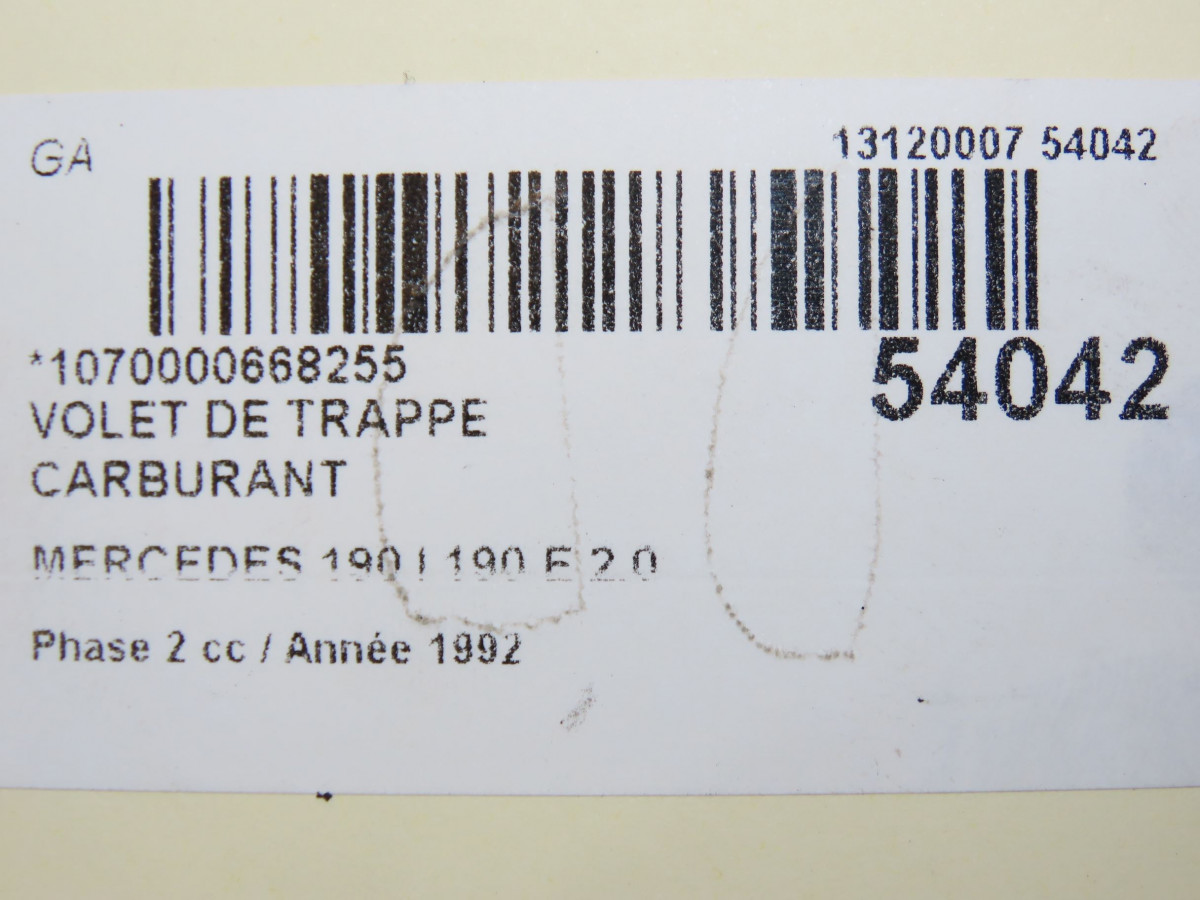 GA
13120007 54042
*1070000668255
54042
VOLET DE TRAPPE
CARBURANT
MERCEDES 190 | 190 E 2.0
Phase 2 cc / Année 1992